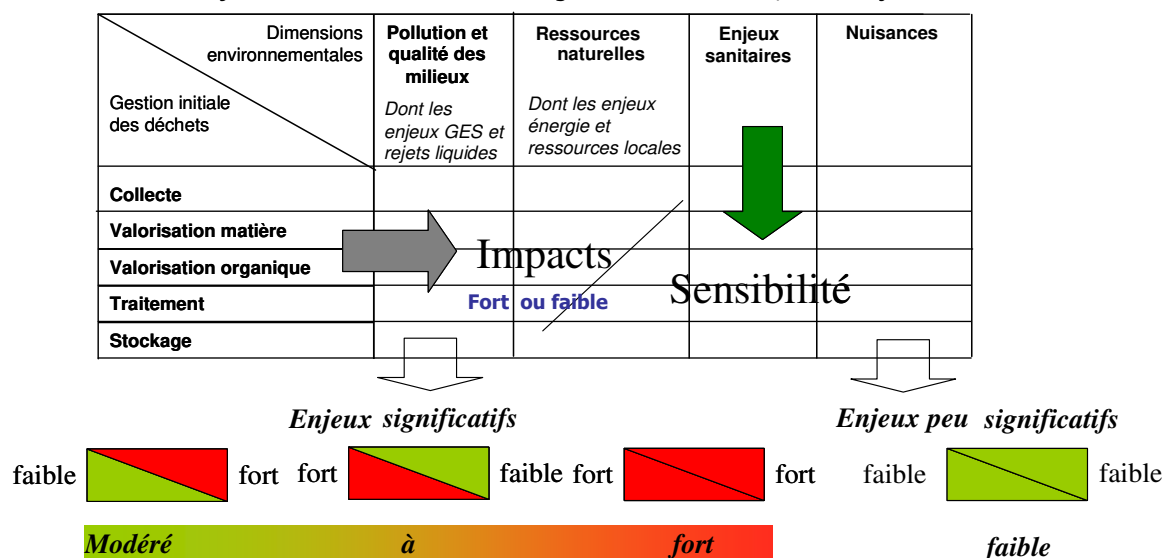 Dimensions
environnementales
Gestion initiale
des déchets
Pollution et
qualité des
milieux
Dont les
enjeux GES et
rejets liquides
Ressources
naturelles
Dont les enjeux
énergie et
ressources locales
Enjeux
sanitaires
Nuisances
Collecte
Valorisation matière
Valorisation organique
Traitement
Stockage
Impacts
Fort ou faible
Sensibilité
Enjeux significatifs
Enjeux peu significatifs
faible fort fort faible fort fort faible faible
Modéré à fort faible